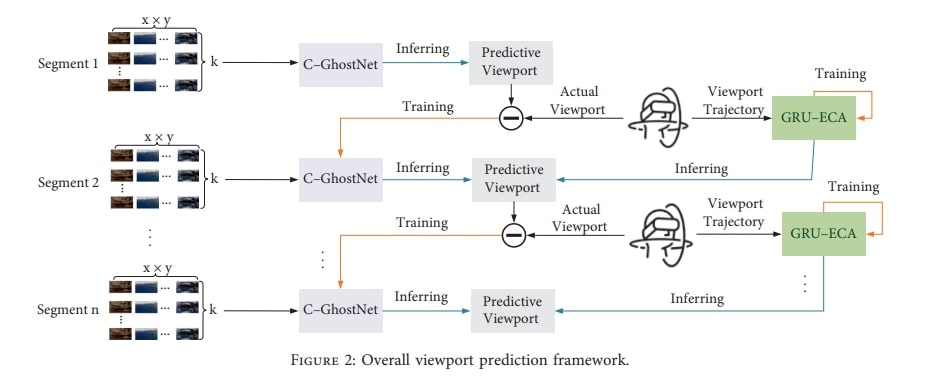 x × y
Segment 1
k
C–GhostNet
Inferring
Predictive
Viewport
Training
Actual
Viewport
Viewport
Trajectory
Training
GRU–ECA
x × y
Segment 2
k
C–GhostNet
Inferring
Predictive
Viewport
Inferring
Training
Actual
Viewport
Viewport
Trajectory
Training
GRU–ECA
x × y
Segment n
k
C–GhostNet
Inferring
Predictive
Viewport
Inferring
FIGURE 2: Overall viewport prediction framework.